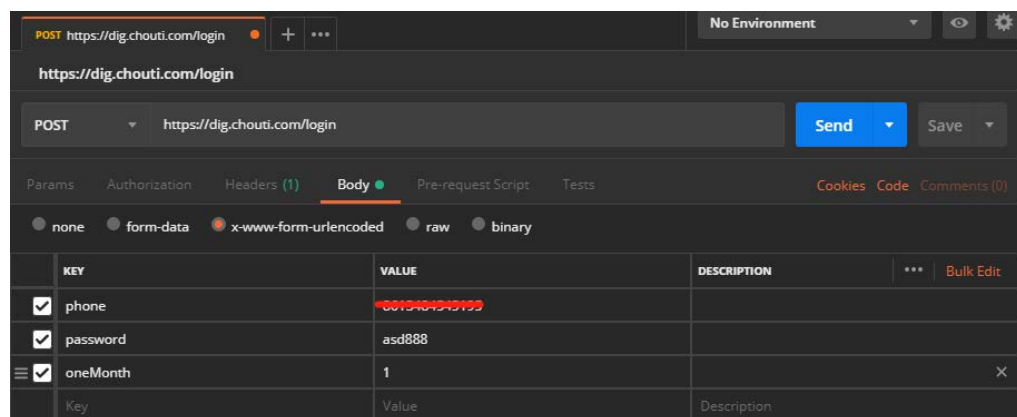 POST https://dig.chouti.com/login + ••• No Environment
https://dig.chouti.com/login
POST https://dig.chouti.com/login Send Save
Params Authorization Headers (1) Body Pre-request Script Tests Cookies Code Comments (0)
none form-data x-www-form-urlencoded raw binary
KEY VALUE DESCRIPTION ••• Bulk Edit
phone
password asd888
oneMonth 1
Key Value Description